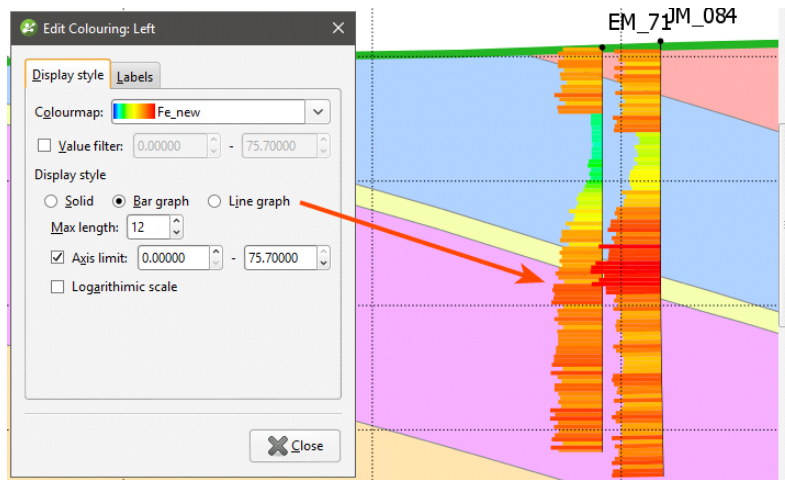 Edit Colouring: Left
Display style Labels
Colourmap: Fe_new
Value filter: 0.00000 - 75.70000
Display style
Solid Bar graph Line graph
Max length: 12
Axis limit: 0.00000 - 75.70000
Logarithimic scale
Close
EM_71 JM_084